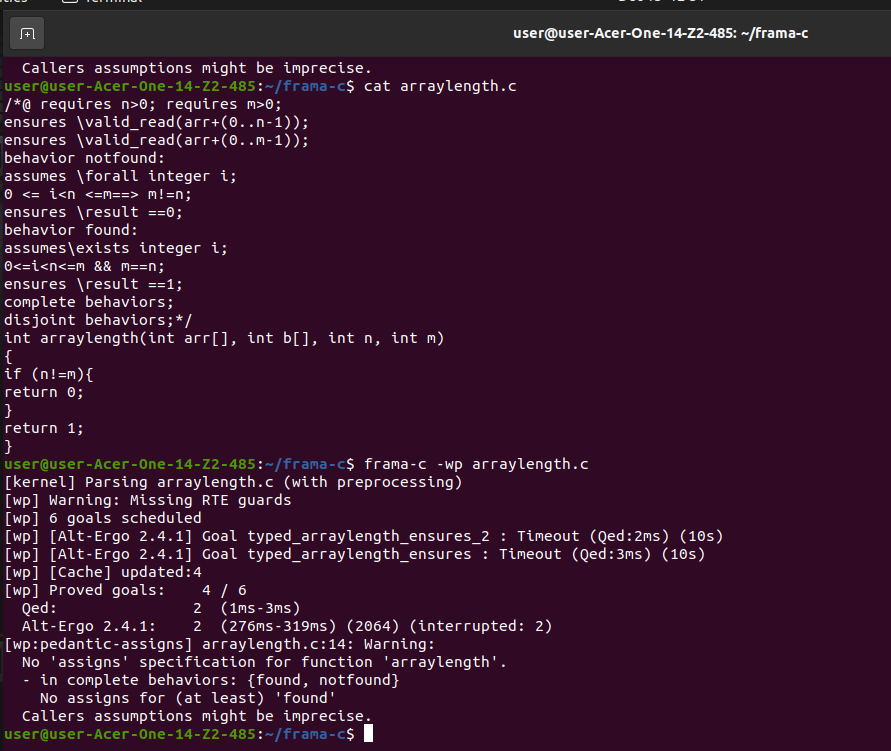 user@user-Acer-One-14-Z2-485: ~/frama-c
  Callers assumptions might be imprecise.
user@user-Acer-One-14-Z2-485:~/frama-c$ cat arraylength.c
/*@ requires n>0; requires m>0;
ensures \valid_read(arr+(0..n-1));
ensures \valid_read(arr+(0..m-1));
behavior notfound:
assumes \forall integer i;
0 <= i<n <=m==> m!=n;
ensures \result ==0;
behavior found:
assumes\exists integer i;
0<=i<n<=m && m==n;
ensures \result ==1;
complete behaviors;
disjoint behaviors;*/
int arraylength(int arr[], int b[], int n, int m)
{
if (n!=m){
return 0;
}
return 1;
}
user@user-Acer-One-14-Z2-485:~/frama-c$ frama-c -wp arraylength.c
[kernel] Parsing arraylength.c (with preprocessing)
[wp] Warning: Missing RTE guards
[wp] 6 goals scheduled
[wp] [Alt-Ergo 2.4.1] Goal typed_arraylength_ensures_2 : Timeout (Qed:2ms) (10s)
[wp] [Alt-Ergo 2.4.1] Goal typed_arraylength_ensures : Timeout (Qed:3ms) (10s)
[wp] [Cache] updated:4
[wp] Proved goals:    4 / 6
  Qed:               2  (1ms-3ms)
  Alt-Ergo 2.4.1:    2  (276ms-319ms) (2064) (interrupted: 2)
[wp:pedantic-assigns] arraylength.c:14: Warning:
  No 'assigns' specification for function 'arraylength'.
  - in complete behaviors: {found, notfound}
    No assigns for (at least) 'found'
  Callers assumptions might be imprecise.
user@user-Acer-One-14-Z2-485:~/frama-c$